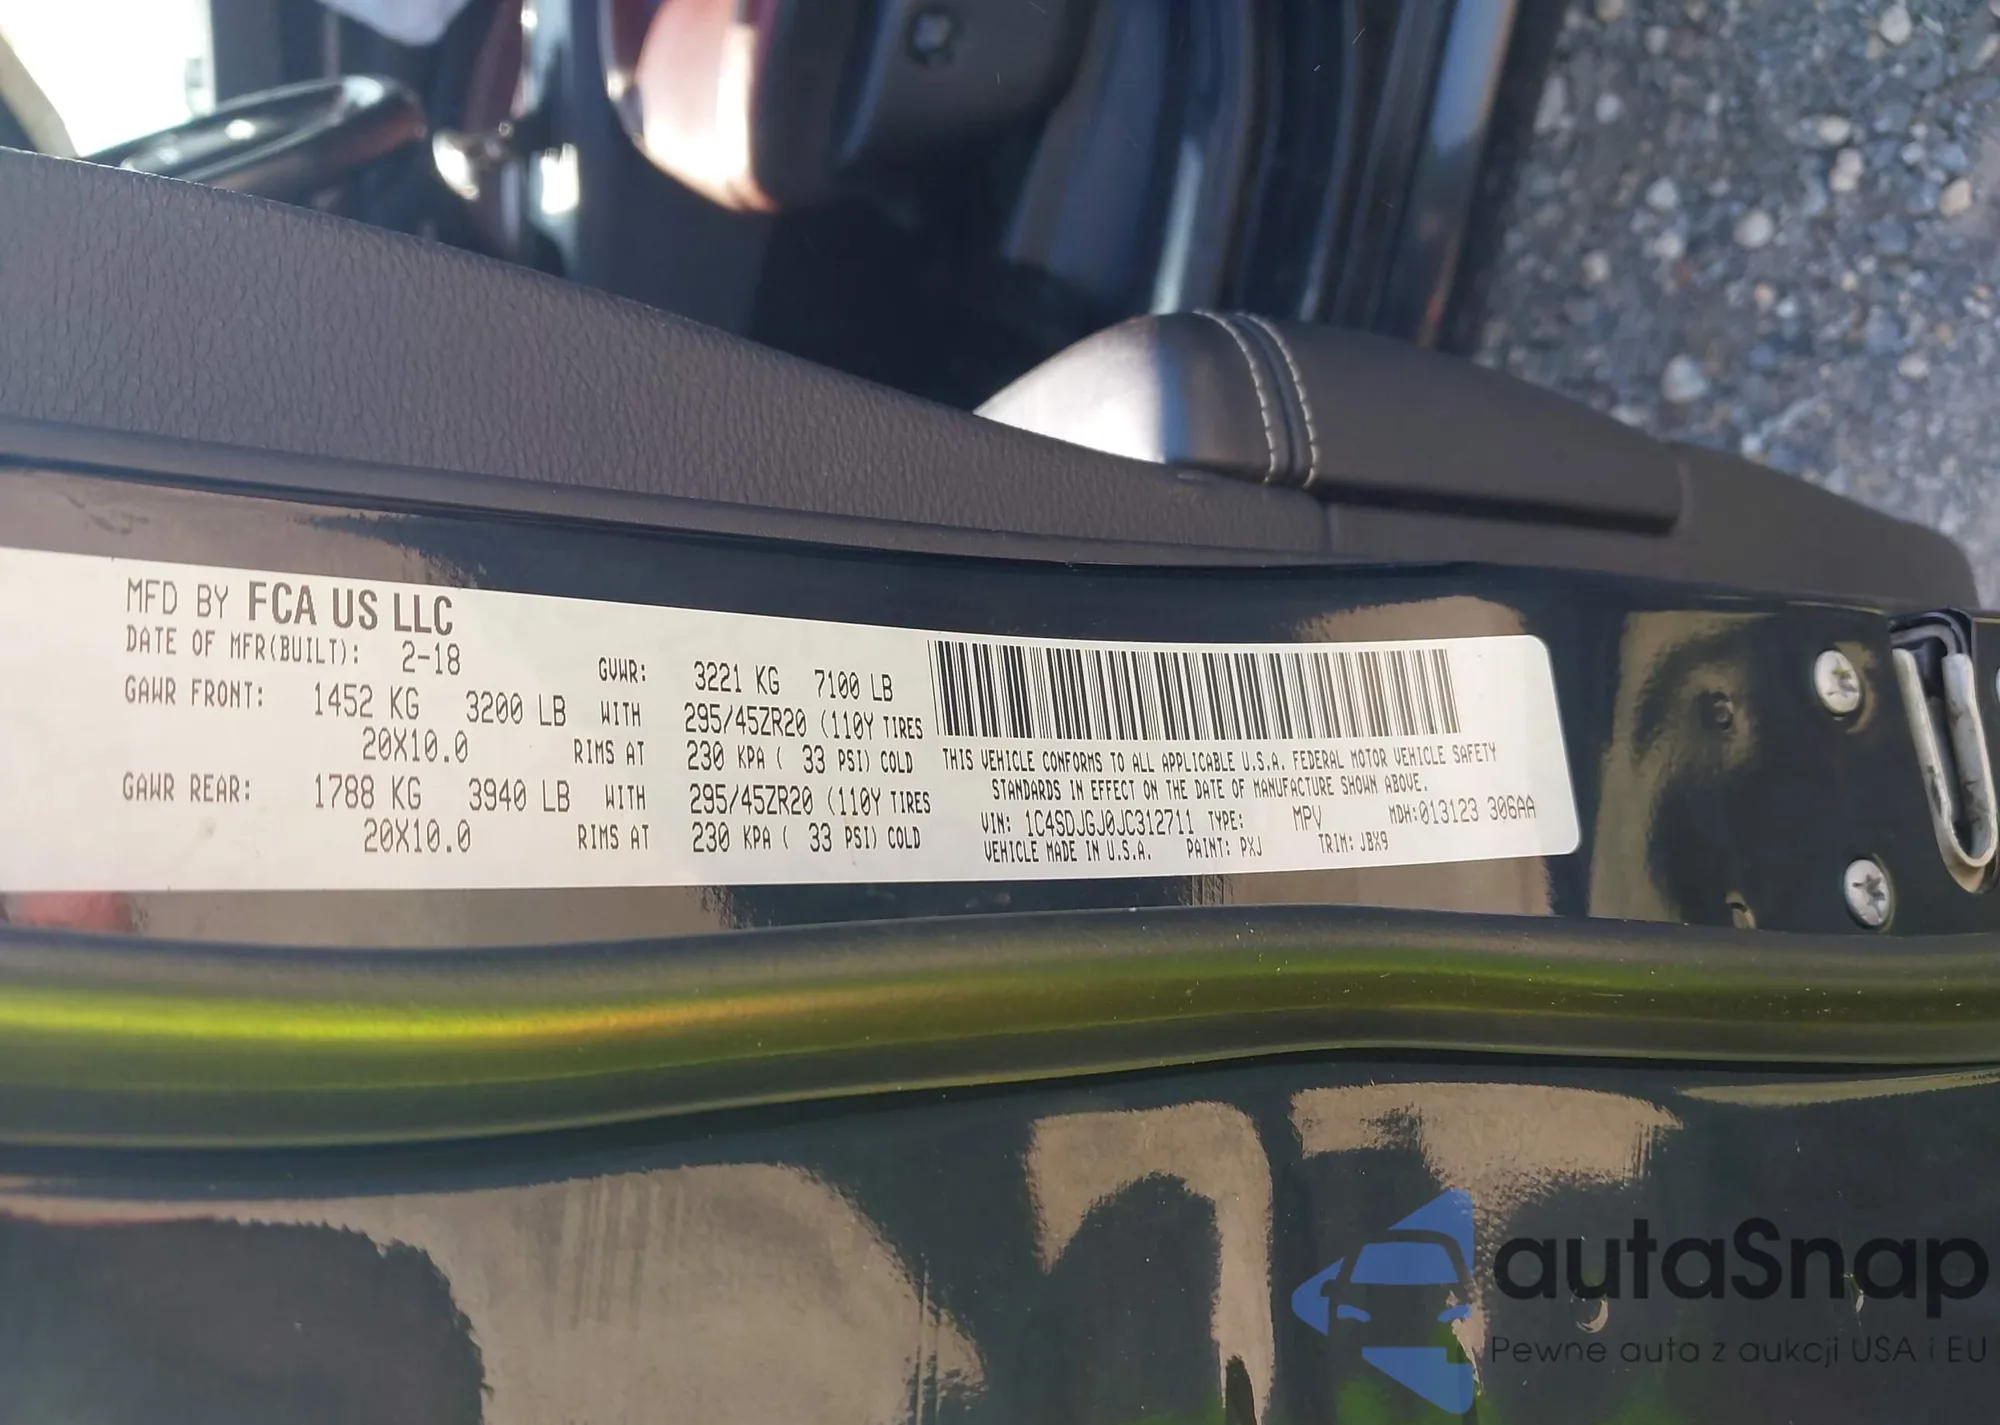 MFD BY FCA US LLC
DATE OF MFR(BUILT): 2-18 GVWR: 3221 KG 7100 LB
GAWR FRONT: 1452 KG 3200 LB WITH 295/45ZR20 (110Y TIRES
20X10.0 RIMS AT 230 KPA ( 33 PSI) COLD
GAWR REAR: 1788 KG 3940 LB WITH 295/45ZR20 (110Y TIRES
20X10.0 RIMS AT 230 KPA ( 33 PSI) COLD
THIS VEHICLE CONFORMS TO ALL APPLICABLE U.S.A. FEDERAL MOTOR VEHICLE SAFETY
STANDARDS IN EFFECT ON THE DATE OF MANUFACTURE SHOWN ABOVE.
VIN: 1C4SDJGJ0JC312711 TYPE: MPV MDH:013123 306AA
VEHICLE MADE IN U.S.A. PAINT: PXJ TRIM: JBX9
autaSnap
Pewne auta z aukcji USA i EU